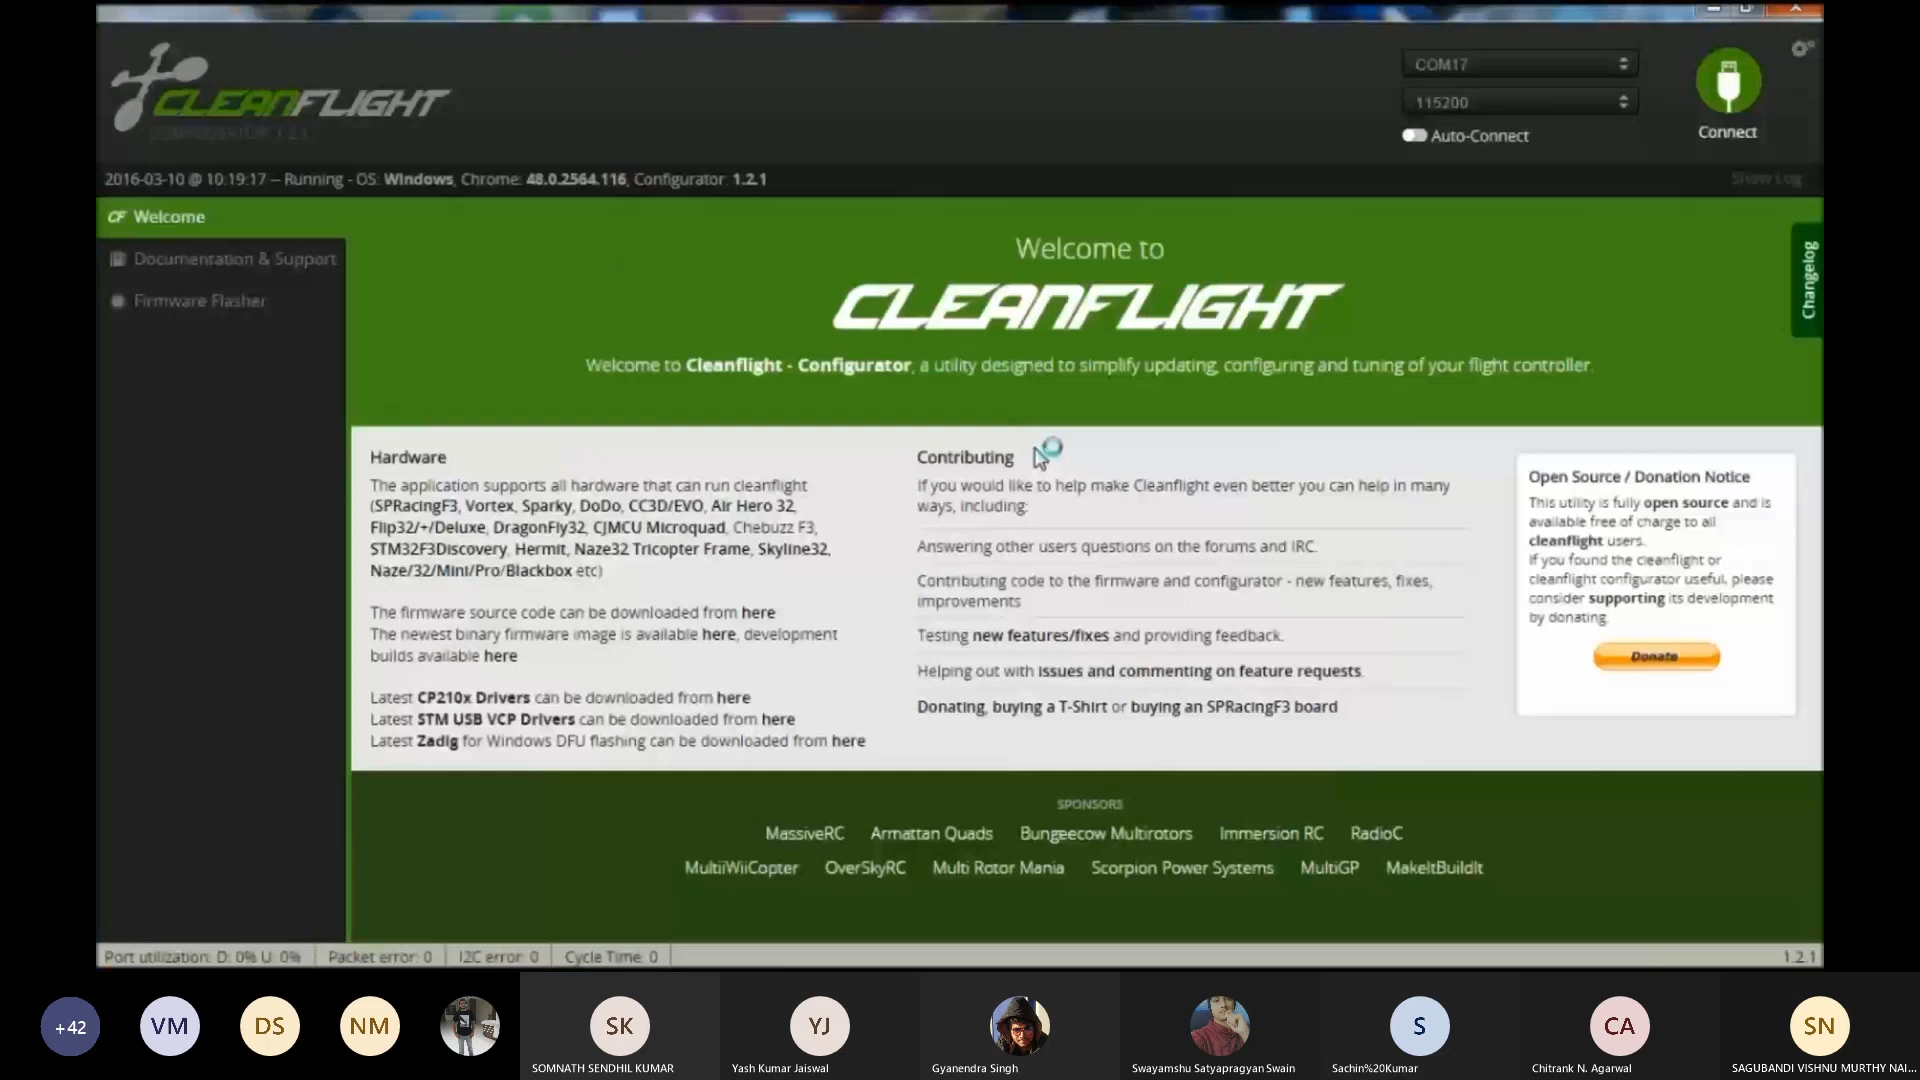 CLEANFLIGHT
COM17
115200
Auto-Connect
Connect
2016-03-10 @ 10:19:17 -- Running - OS: Windows, Chrome: 48.0.2564.116, Configurator: 1.2.1
Show Log
CF Welcome
Documentation & Support
Firmware Flasher
Changelog
Welcome to
CLEANFLIGHT
Welcome to Cleanflight - Configurator, a utility designed to simplify updating, configuring and tuning of your flight controller.
Hardware
The application supports all hardware that can run cleanflight
(SPRacingF3, Vortex, Sparky, DoDo, CC3D/EVO, Air Hero 32,
Flip32/+/Deluxe, DragonFly32, CJMCU Microquad, Chebuzz F3,
STM32F3Discovery, Hermit, Naze32 Tricopter Frame, Skyline32,
Naze/32/Mini/Pro/Blackbox etc)
The firmware source code can be downloaded from here
The newest binary firmware image is available here, development
builds available here
Latest CP210x Drivers can be downloaded from here
Latest STM USB VCP Drivers can be downloaded from here
Latest Zadig for Windows DFU flashing can be downloaded from here
Contributing
If you would like to help make Cleanflight even better you can help in many
ways, including:
Answering other users questions on the forums and IRC.
Contributing code to the firmware and configurator - new features, fixes,
improvements
Testing new features/fixes and providing feedback.
Helping out with issues and commenting on feature requests.
Donating, buying a T-Shirt or buying an SPRacingF3 board
Open Source / Donation Notice
This utility is fully open source and is
available free of charge to all
cleanflight users.
If you found the cleanflight or
cleanflight configurator useful, please
consider supporting its development
by donating.
Donate
SPONSORS
MassiveRC Armattan Quads Bungeecow Multirotors Immersion RC RadioC
MultiWiiCopter OverSkyRC Multi Rotor Mania Scorpion Power Systems MultiGP MakeItBuildIt
Port utilization: D: 0% U: 0% Packet error: 0 I2C error: 0 Cycle Time: 0
1.2.1
+42 VM DS NM SK YJ S CA SN
SOMNATH SENDHIL KUMAR Yash Kumar Jaiswal Gyanendra Singh Swayamshu Satyapragyan Swain Sachin%20Kumar Chitrank N. Agarwal SAGUBANDI VISHNU MURTHY NAI...